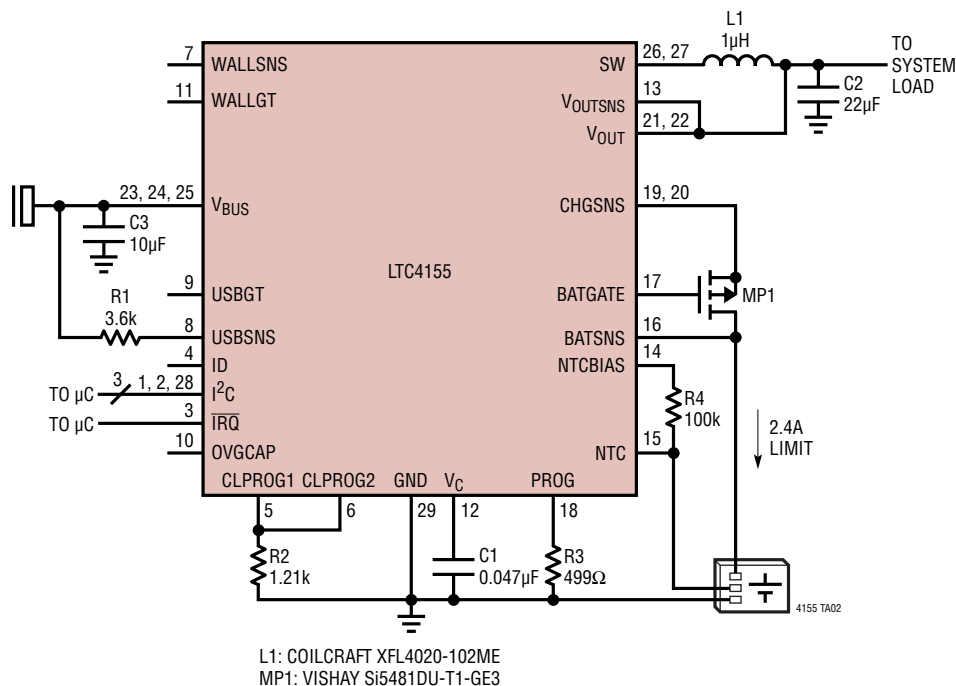 L1
1µH
TO
SYSTEM
LOAD
7
WALLSNS
SW
26, 27
C2
22µF
11
WALLGT
VOUTSNS
13
VOUT
21, 22
23, 24, 25
VBUS
CHGSNS
19, 20
C3
10µF
LTC4155
9
USBGT
BATGATE
17
MP1
R1
3.6k
8
USBSNS
BATSNS
16
4
ID
NTCBIAS
14
TO µC
3
1, 2, 28
I2C
R4
100k
TO µC
3
IRQ
2.4A
LIMIT
10
OVGCAP
NTC
15
CLPROG1
CLPROG2
GND
VC
PROG
5
6
29
12
18
R2
1.21k
C1
0.047µF
R3
499Ω
4155 TA02
L1: COILCRAFT XFL4020-102ME
MP1: VISHAY Si5481DU-T1-GE3